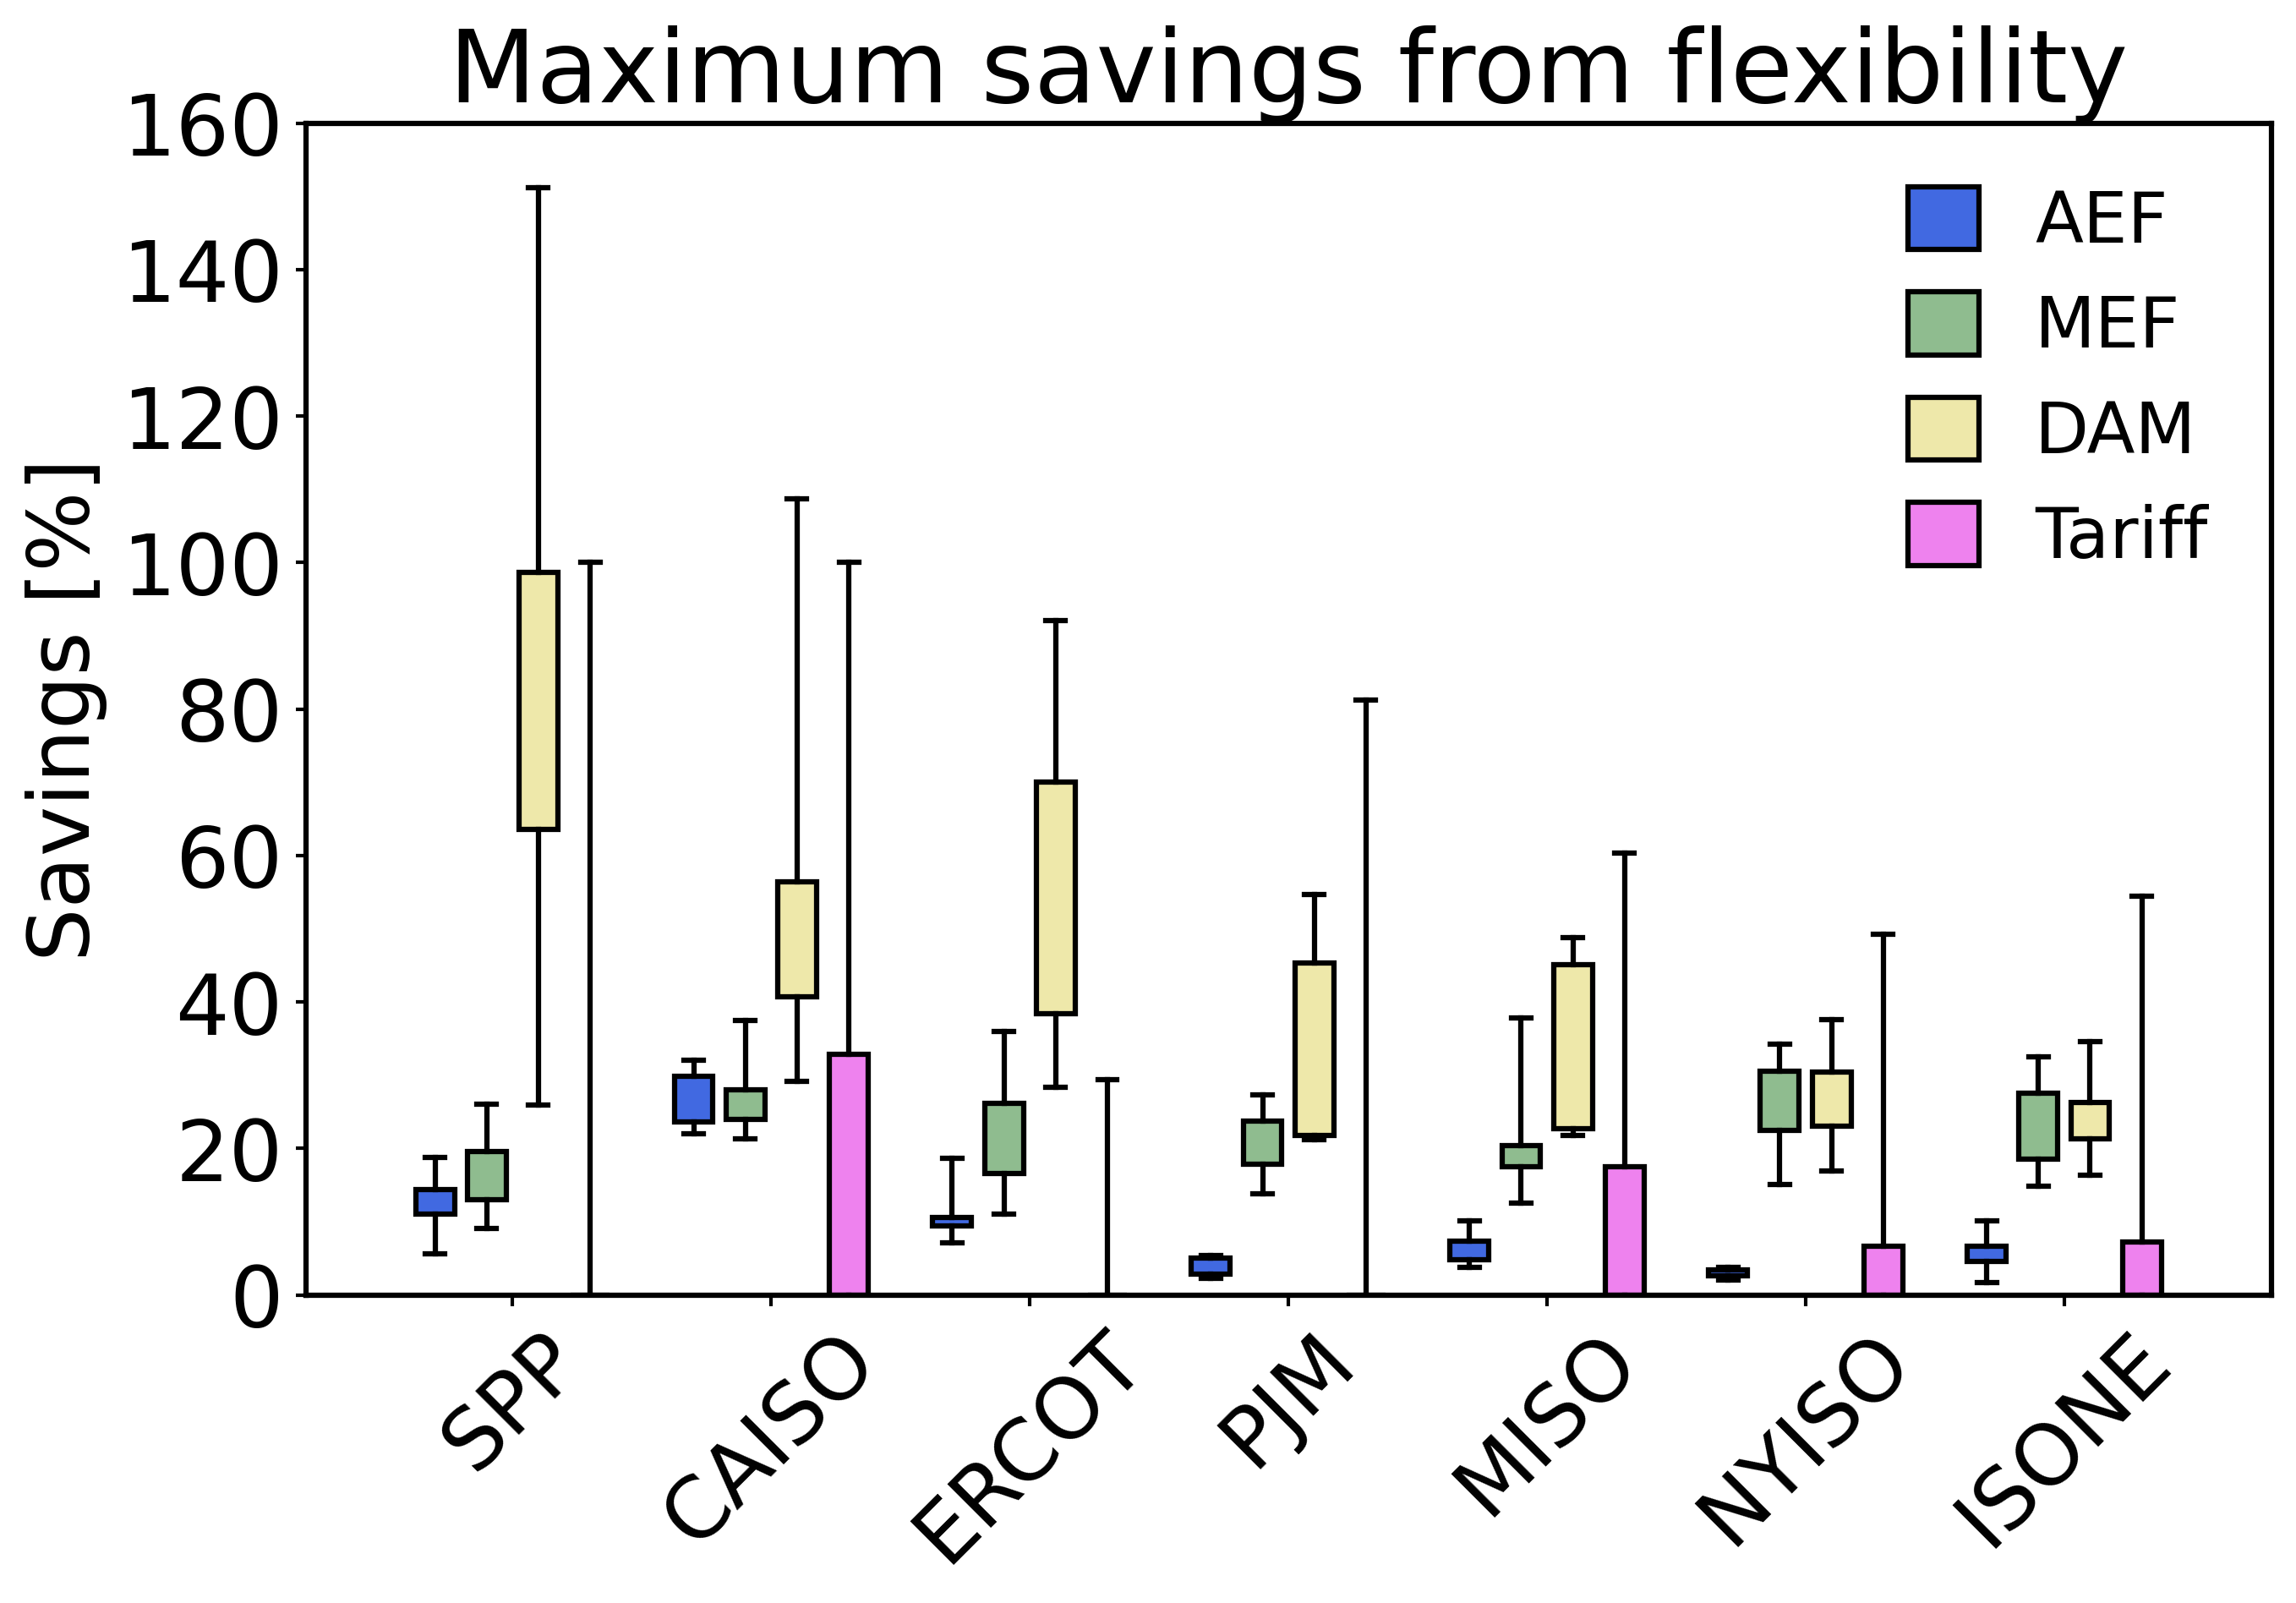 Maximum savings from flexibility
Savings [%]
160
140
120
100
80
60
40
20
0
AEF
MEF
DAM
Tariff
SPP
CAISO
ERCOT
PJM
MISO
NYISO
ISONE